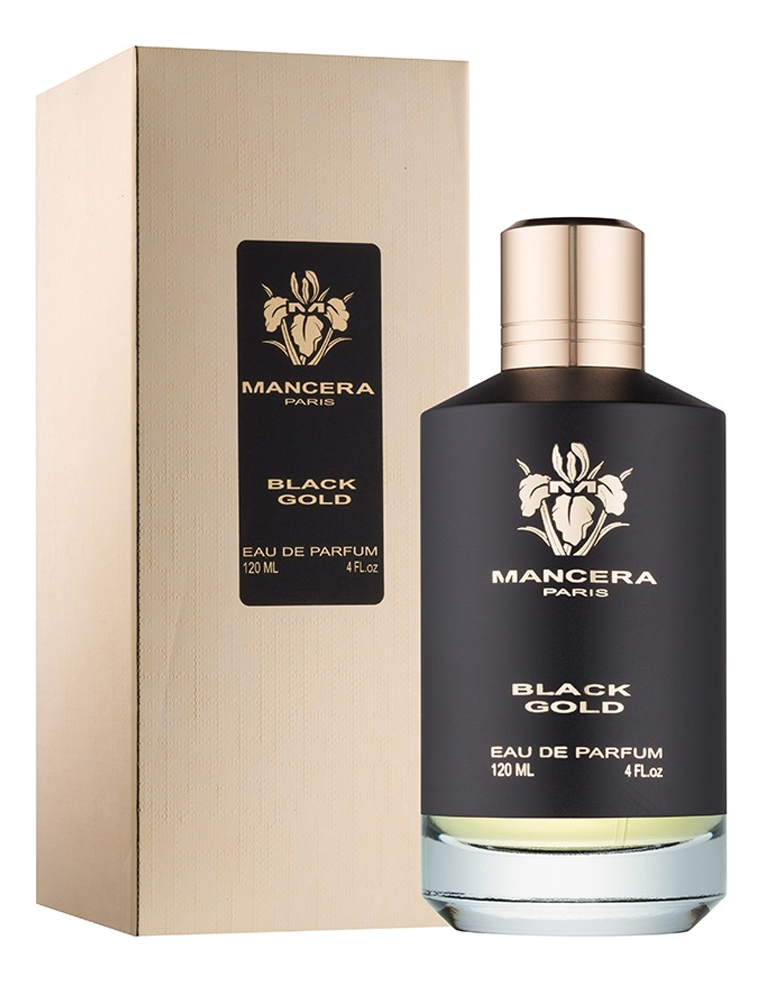 MANCERA
PARIS
BLACK
GOLD
EAU DE PARFUM
120 ML 4 FL.oz
MANCERA
PARIS
BLACK
GOLD
EAU DE PARFUM
120 ML 4 FL.oz